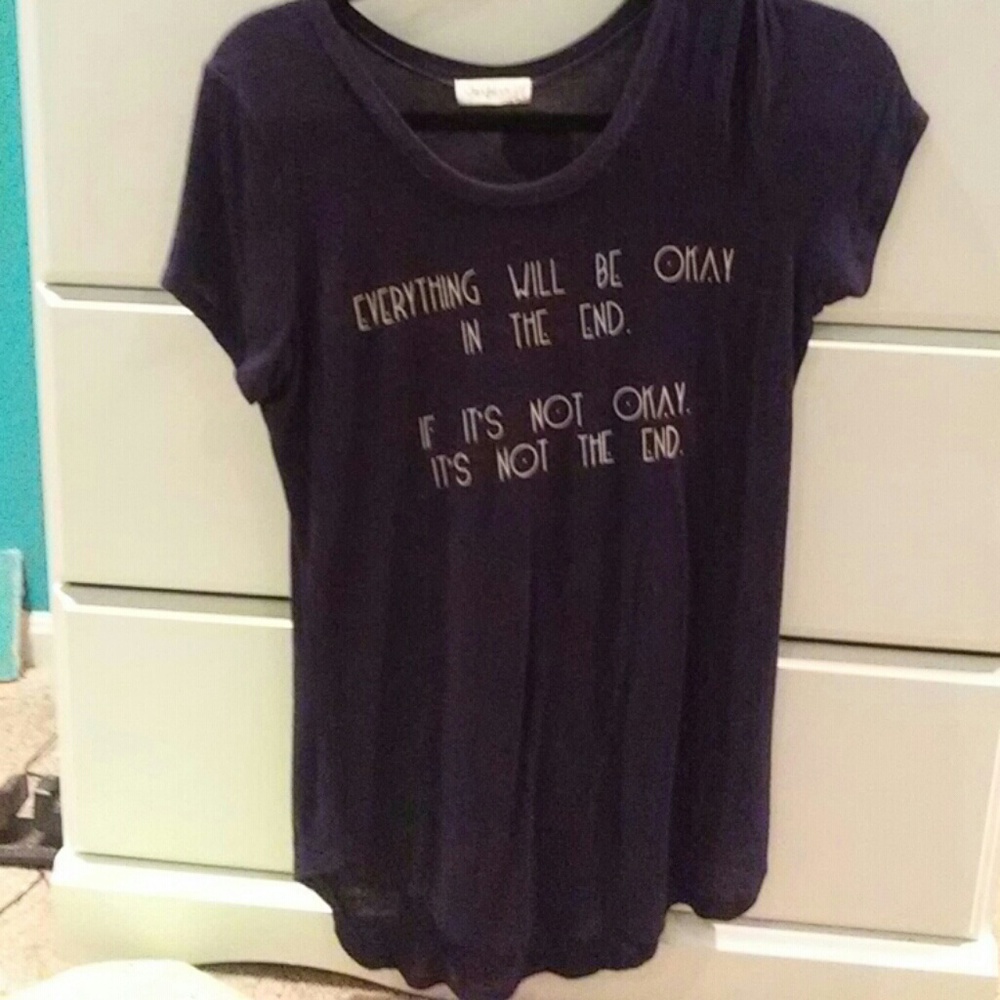 EVERYTHING WILL BE OKAY
IN THE END.
IF IT'S NOT OKAY.
IT'S NOT THE END.